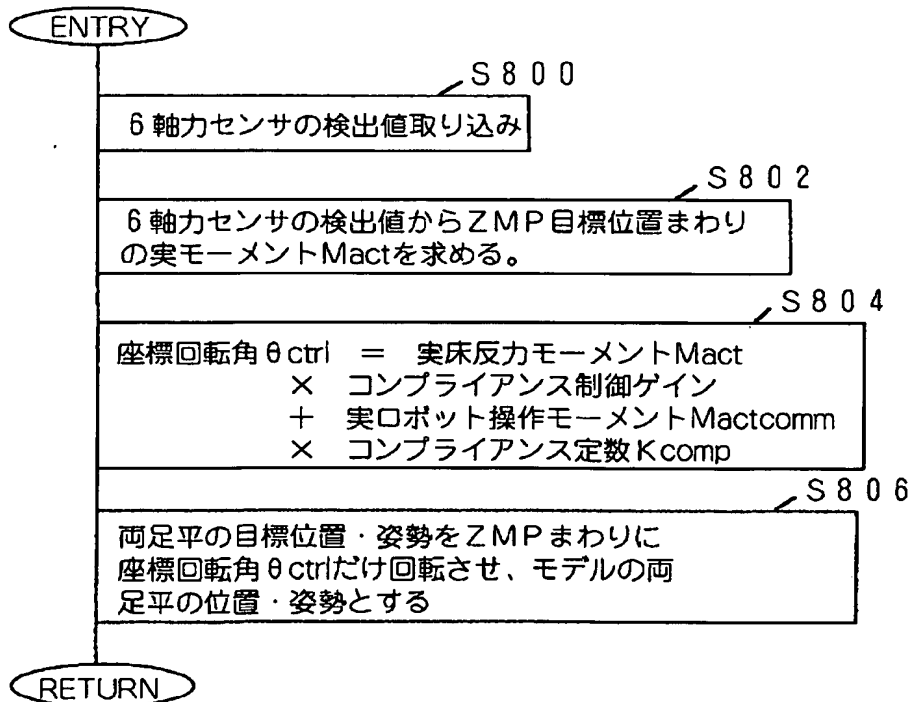 ENTRY
S800
6軸力センサの検出値取り込み
S802
6軸力センサの検出値からZMP目標位置まわり
の実モーメントMactを求める。
S804
座標回転角θctrl = 実床反力モーメントMact
× コンプライアンス制御ゲイン
+ 実ロボット操作モーメントMactcomm
× コンプライアンス定数Kcomp
S806
両足平の目標位置・姿勢をZMPまわりに
座標回転角θctrlだけ回転させ、モデルの両
足平の位置・姿勢とする
RETURN